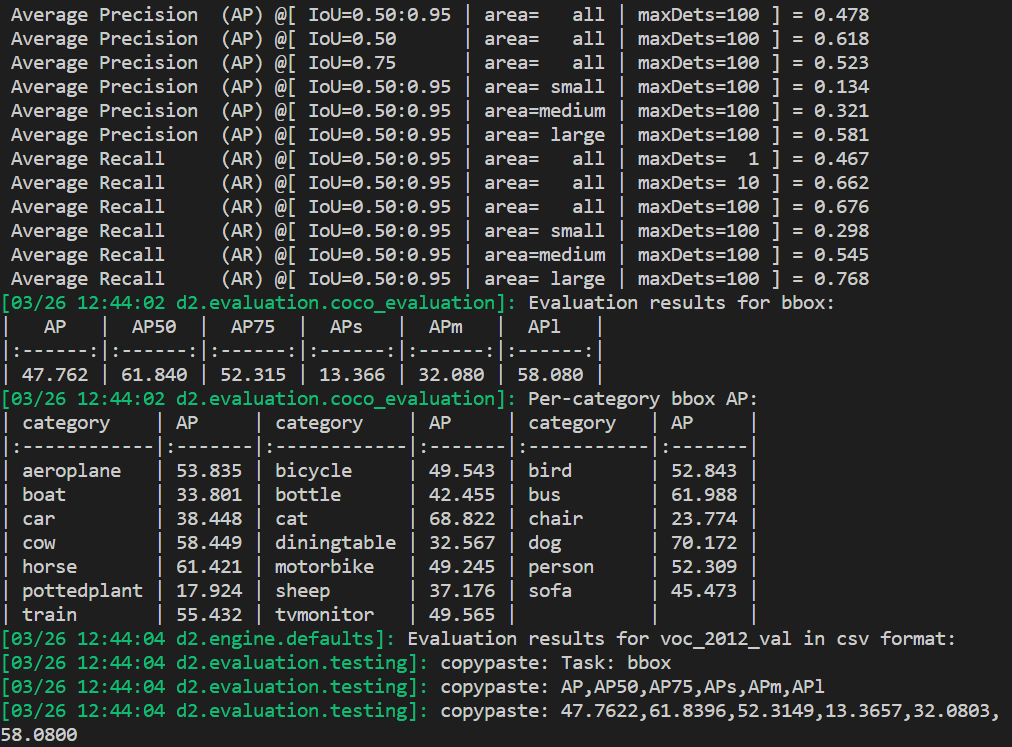 Average Precision  (AP) @[ IoU=0.50:0.95 | area=   all | maxDets=100 ] = 0.478
Average Precision  (AP) @[ IoU=0.50      | area=   all | maxDets=100 ] = 0.618
Average Precision  (AP) @[ IoU=0.75      | area=   all | maxDets=100 ] = 0.523
Average Precision  (AP) @[ IoU=0.50:0.95 | area= small | maxDets=100 ] = 0.134
Average Precision  (AP) @[ IoU=0.50:0.95 | area=medium | maxDets=100 ] = 0.321
Average Precision  (AP) @[ IoU=0.50:0.95 | area= large | maxDets=100 ] = 0.581
Average Recall     (AR) @[ IoU=0.50:0.95 | area=   all | maxDets=  1 ] = 0.467
Average Recall     (AR) @[ IoU=0.50:0.95 | area=   all | maxDets= 10 ] = 0.662
Average Recall     (AR) @[ IoU=0.50:0.95 | area=   all | maxDets=100 ] = 0.676
Average Recall     (AR) @[ IoU=0.50:0.95 | area= small | maxDets=100 ] = 0.298
Average Recall     (AR) @[ IoU=0.50:0.95 | area=medium | maxDets=100 ] = 0.545
Average Recall     (AR) @[ IoU=0.50:0.95 | area= large | maxDets=100 ] = 0.768
[03/26 12:44:02 d2.evaluation.coco_evaluation]: Evaluation results for bbox:
|   AP   |  AP50  |  AP75  |  APs   |  APm   |  APl   |
|:------:|:------:|:------:|:------:|:------:|:------:|
| 47.762 | 61.840 | 52.315 | 13.366 | 32.080 | 58.080 |
[03/26 12:44:02 d2.evaluation.coco_evaluation]: Per-category bbox AP:
| category    | AP     | category    | AP     | category   | AP     |
|:------------|:-------|:------------|:-------|:-----------|:-------|
| aeroplane   | 53.835 | bicycle     | 49.543 | bird       | 52.843 |
| boat        | 33.801 | bottle      | 42.455 | bus        | 61.988 |
| car         | 38.448 | cat         | 68.822 | chair      | 23.774 |
| cow         | 58.449 | diningtable | 32.567 | dog        | 70.172 |
| horse       | 61.421 | motorbike   | 49.245 | person     | 52.309 |
| pottedplant | 17.924 | sheep       | 37.176 | sofa       | 45.473 |
| train       | 55.432 | tvmonitor   | 49.565 |            |        |
[03/26 12:44:04 d2.engine.defaults]: Evaluation results for voc_2012_val in csv format:
[03/26 12:44:04 d2.evaluation.testing]: copypaste: Task: bbox
[03/26 12:44:04 d2.evaluation.testing]: copypaste: AP,AP50,AP75,APs,APm,APl
[03/26 12:44:04 d2.evaluation.testing]: copypaste: 47.7622,61.8396,52.3149,13.3657,32.0803,
58.0800